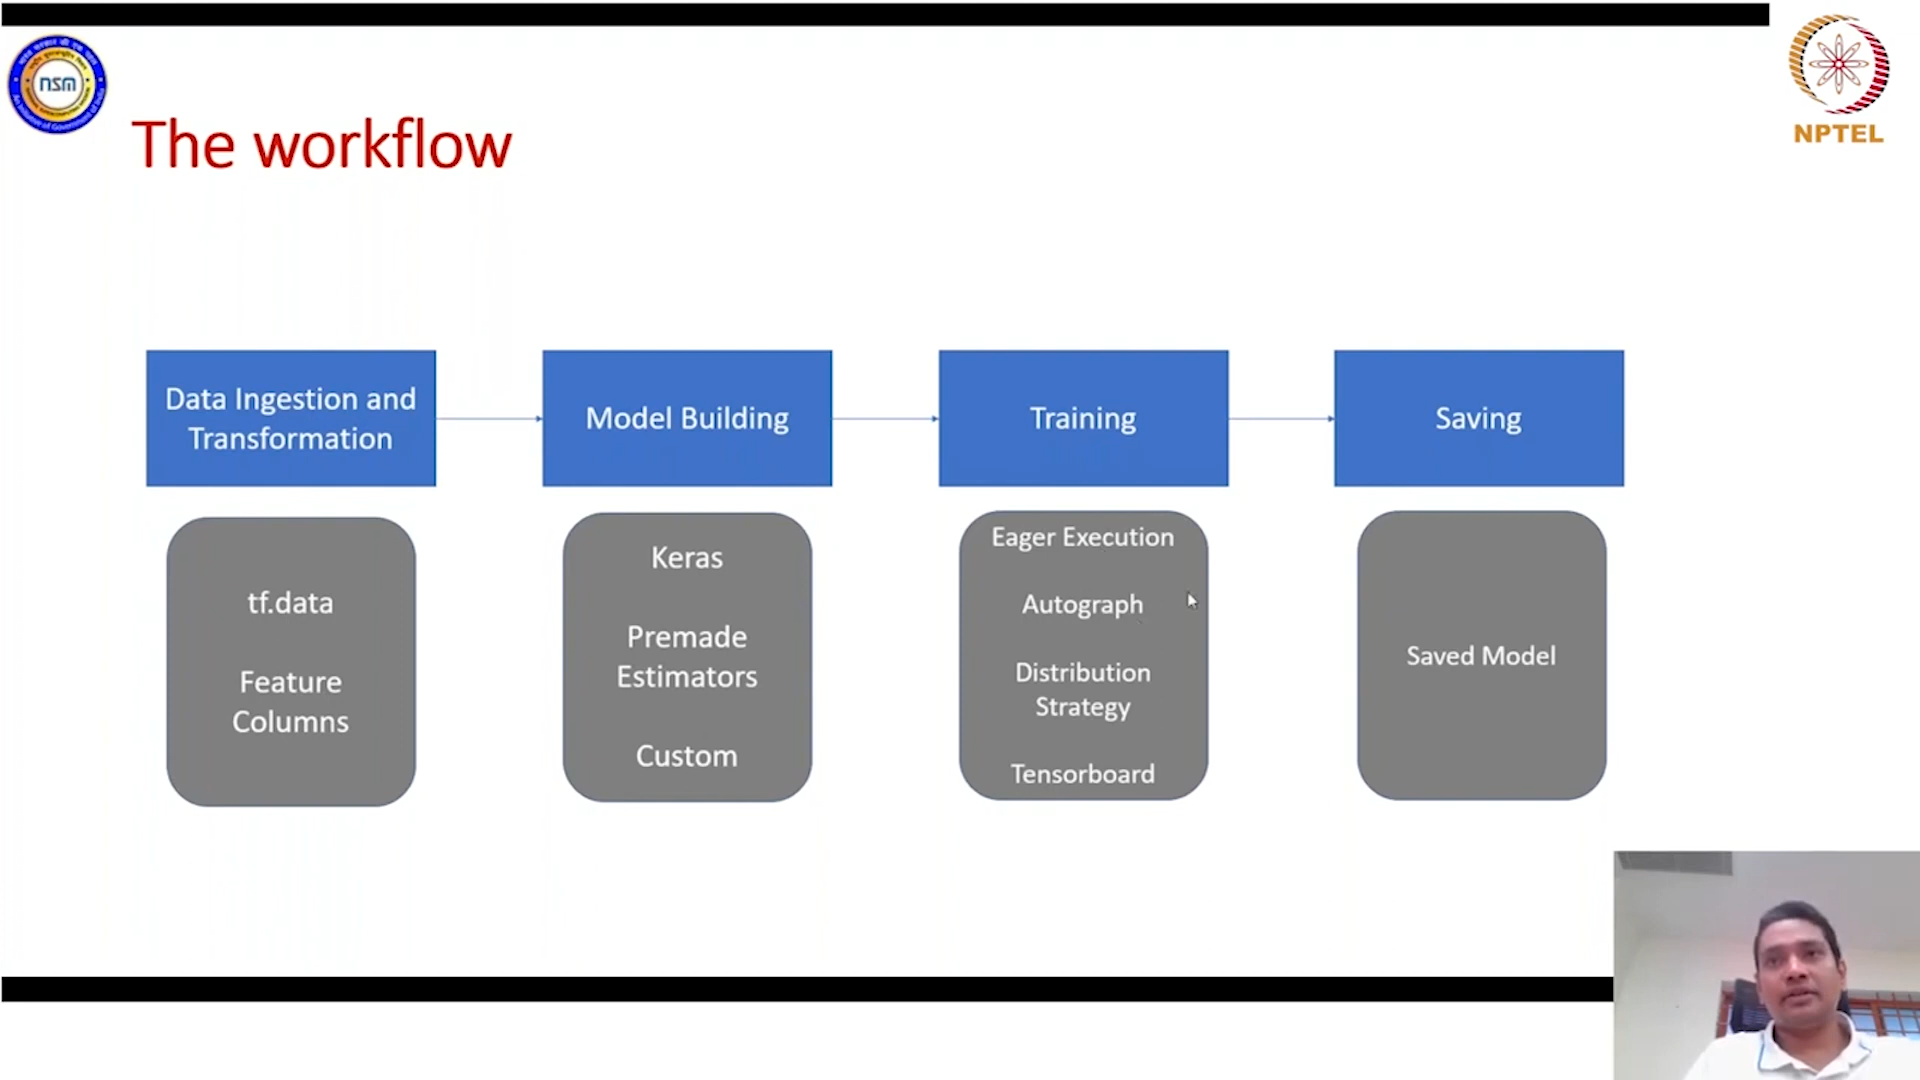 nsm
NPTEL
The workflow
Data Ingestion and
Transformation
Model Building
Training
Saving
tf.data
Feature
Columns
Keras
Premade
Estimators
Custom
Eager Execution
Autograph
Distribution
Strategy
Tensorboard
Saved Model